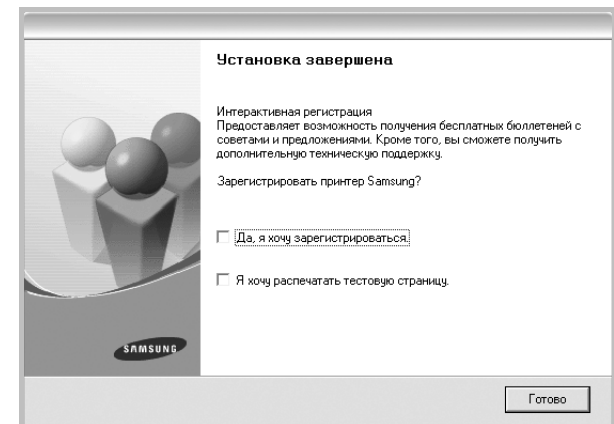 Установка завершена
Интерактивная регистрация
Предоставляет возможность получения бесплатных бюллетеней с
советами и предложениями. Кроме того, вы сможете получить
дополнительную техническую поддержку.
Зарегистрировать принтер Samsung?
Да, я хочу зарегистрироваться.
Я хочу распечатать тестовую страницу.
SAMSUNG
Готово